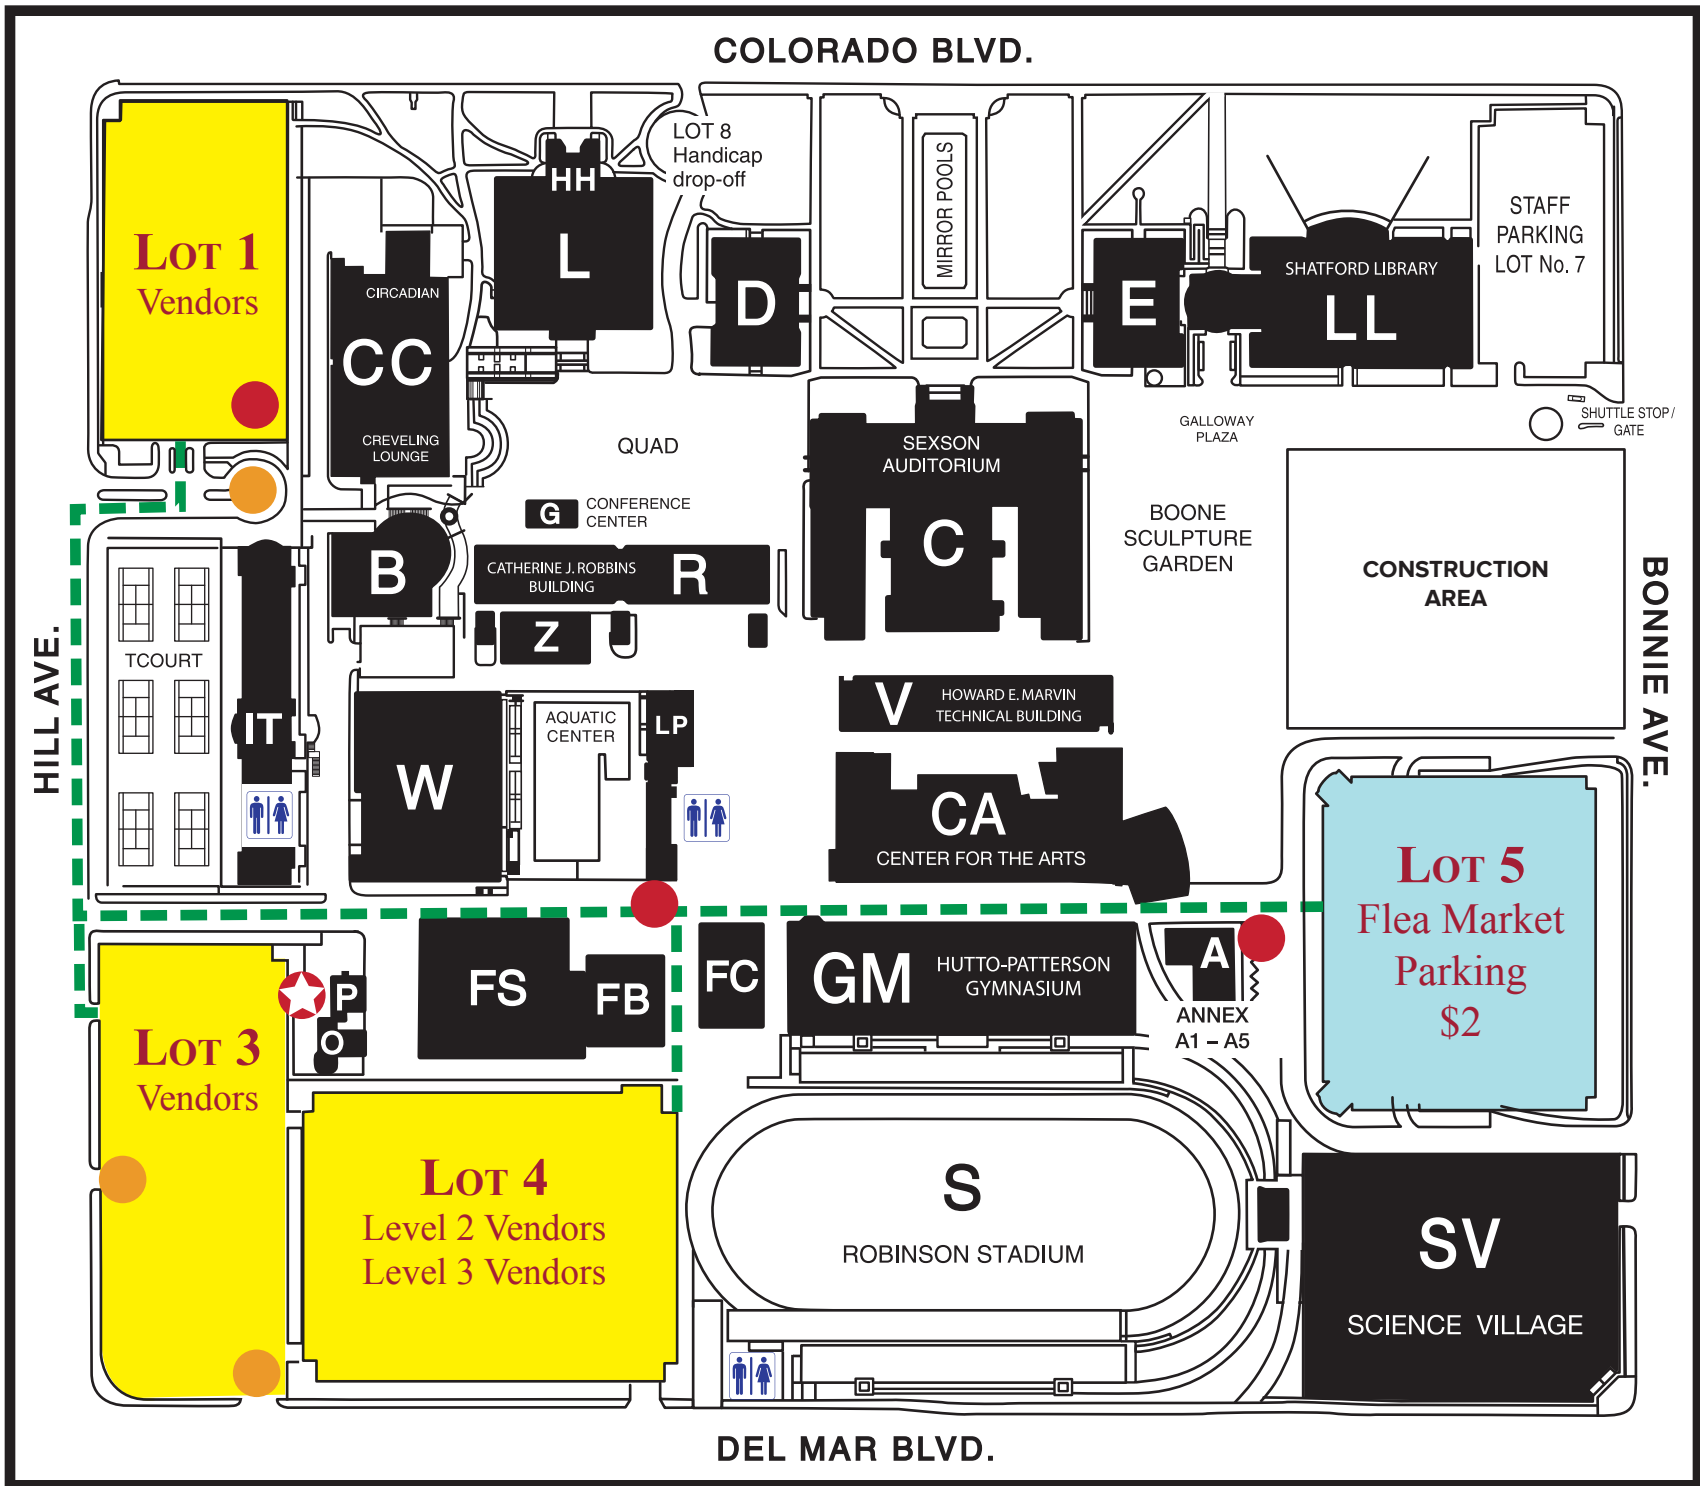 COLORADO BLVD.
LOT 8
Handicap
drop-off
HH
L
MIRROR POOLS
STAFF
PARKING
LOT No. 7
LOT 1
Vendors
CIRCADIAN
CC
CREVELING
LOUNGE
D
E
SHATFORD LIBRARY
LL
SHUTTLE STOP /
GATE
GALLOWAY
PLAZA
QUAD
SEXSON
AUDITORIUM
C
G
CONFERENCE
CENTER
BOONE
SCULPTURE
GARDEN
CONSTRUCTION
AREA
BONNIE AVE.
HILL AVE.
B
CATHERINE J. ROBBINS
BUILDING
R
Z
TCOURT
IT
W
AQUATIC
CENTER
LP
V
HOWARD E. MARVIN
TECHNICAL BUILDING
CA
CENTER FOR THE ARTS
LOT 5
Flea Market
Parking
$2
LOT 3
Vendors
P
O
FS
FB
FC
GM
HUTTO-PATTERSON
GYMNASIUM
A
ANNEX
A1 – A5
LOT 4
Level 2 Vendors
Level 3 Vendors
S
ROBINSON STADIUM
SV
SCIENCE VILLAGE
DEL MAR BLVD.